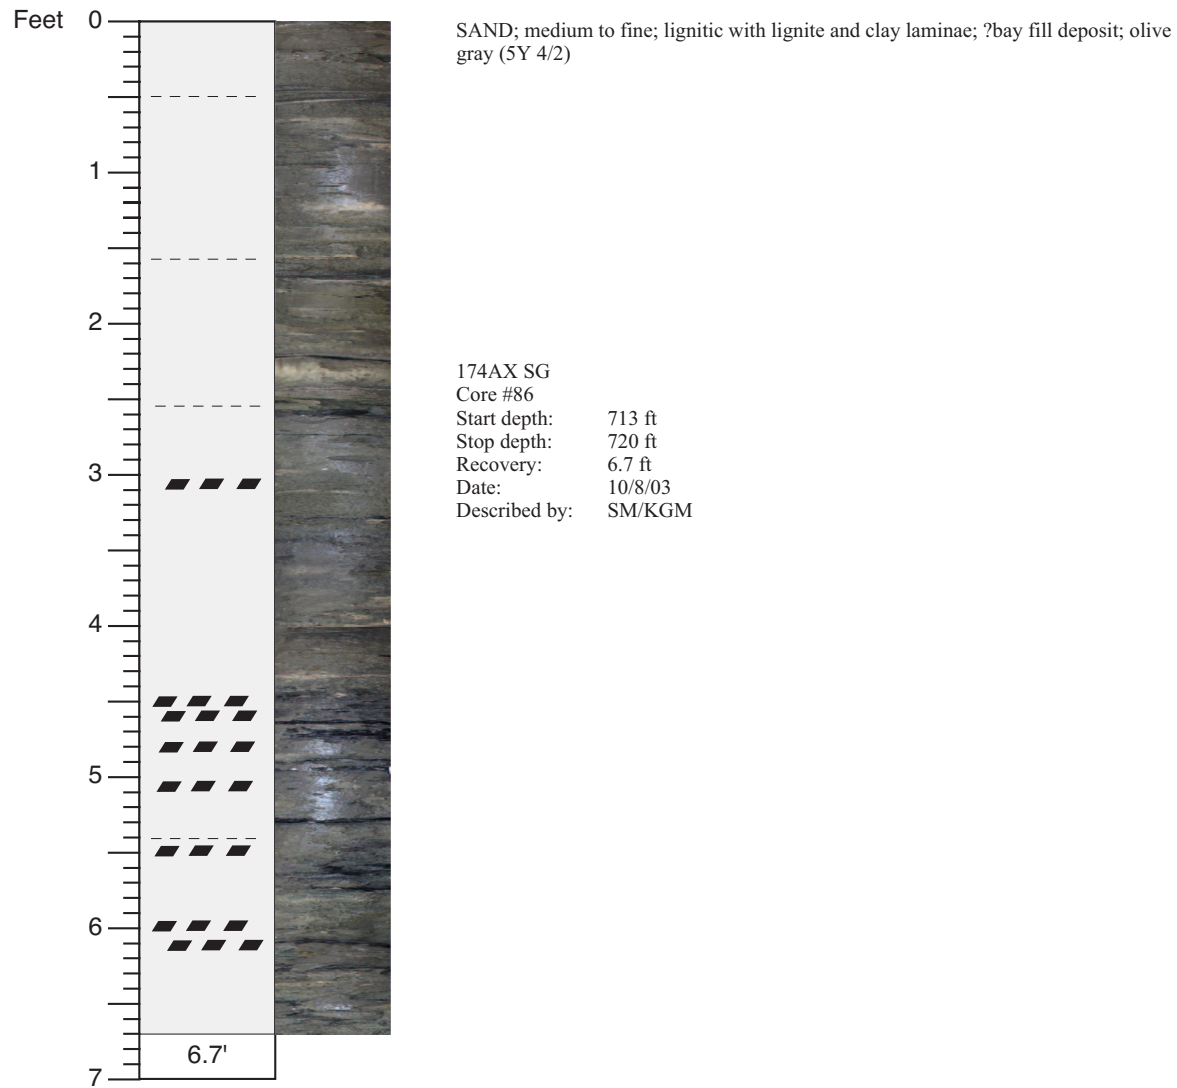 Feet 0
SAND; medium to fine; lignitic with lignite and clay laminae; ?bay fill deposit; olive
gray (5Y 4/2)
1
2
174AX SG
Core #86
Start depth: 713 ft
Stop depth: 720 ft
Recovery: 6.7 ft
Date: 10/8/03
Described by: SM/KGM
3
4
5
6
6.7'
7